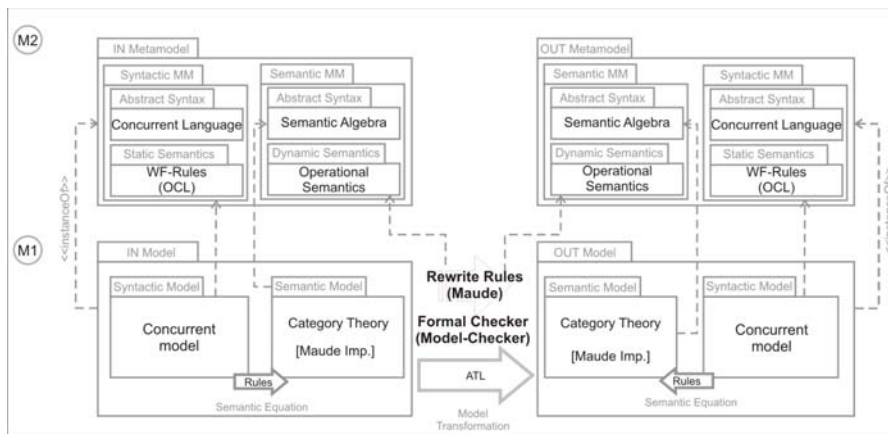 M2
IN Metamodel
Syntactic MM
Abstract Syntax
Concurrent Language
Static Semantics
WF-Rules
(OCL)
Semantic MM
Abstract Syntax
Semantic Algebra
Dynamic Semantics
Operational
Semantics
OUT Metamodel
Semantic MM
Abstract Syntax
Semantic Algebra
Dynamic Semantics
Operational
Semantics
Syntactic MM
Abstract Syntax
Concurrent Language
Static Semantics
WF-Rules
(OCL)
<<instanceOf>>
<<instanceOf>>
M1
IN Model
Syntactic Model
Concurrent
model
Semantic Model
Category Theory
[Maude Imp.]
Rules
Semantic Equation
Rewrite Rules
(Maude)
Formal Checker
(Model-Checker)
ATL
Model
Transformation
OUT Model
Semantic Model
Category Theory
[Maude Imp.]
Syntactic Model
Concurrent
model
Rules
Semantic Equation